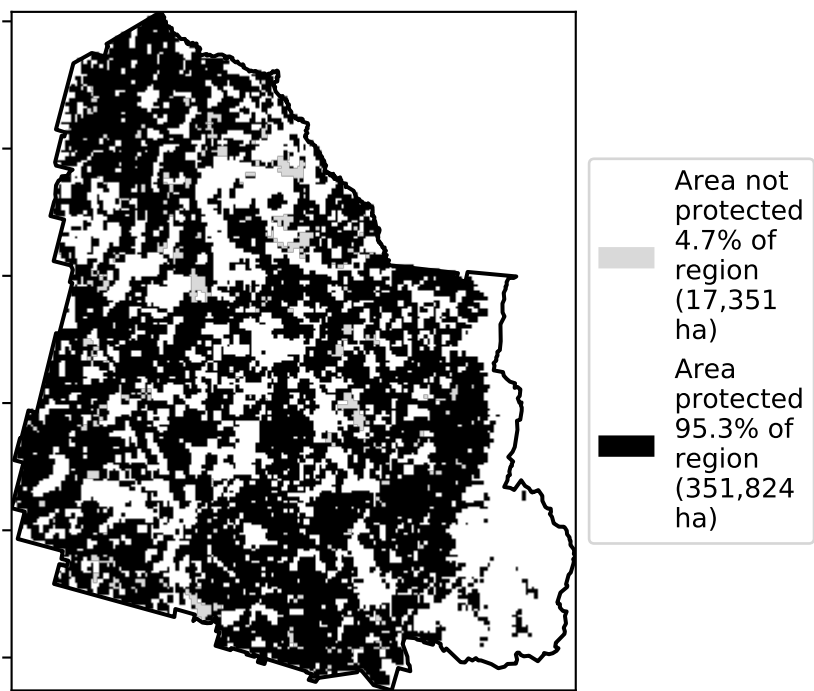 Area not
protected
4.7% of
region
(17,351
ha)
Area
protected
95.3% of
region
(351,824
ha)